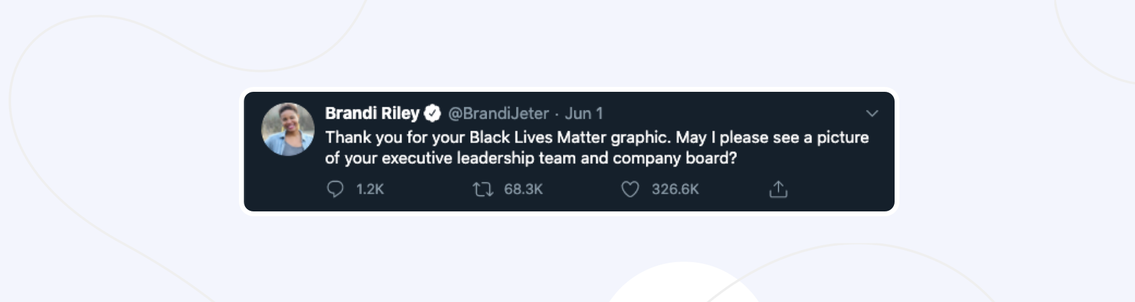 Brandi Riley @BrandiJeter · Jun 1
Thank you for your Black Lives Matter graphic. May I please see a picture
of your executive leadership team and company board?
1.2K 68.3K 326.6K